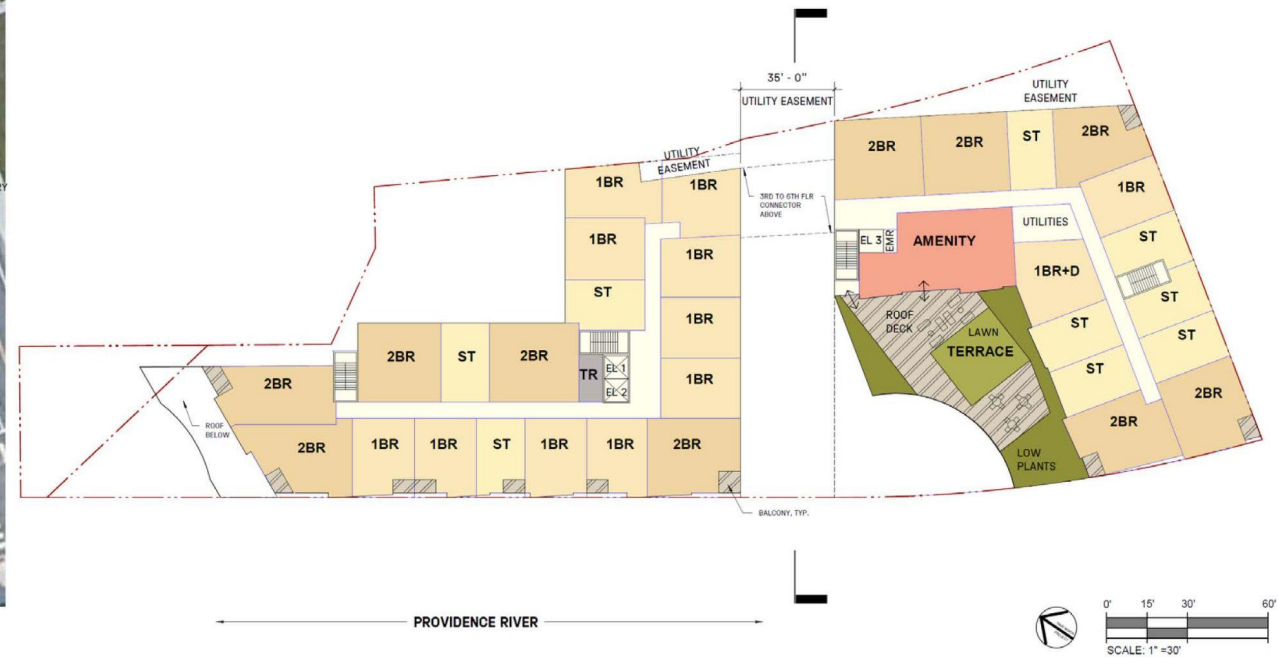 35' - 0"
UTILITY EASEMENT
UTILITY
EASEMENT
UTILITY
EASEMENT
3RD TO 6TH FLR
CONNECTOR
ABOVE
1BR
1BR
1BR
1BR
ST
1BR
1BR
2BR
ST
2BR
TR
EL 1
EL 2
2BR
ROOF
BELOW
2BR
1BR
1BR
ST
1BR
1BR
2BR
BALCONY, TYP.
2BR
2BR
ST
2BR
1BR
UTILITIES
EL 3
EMR
AMENITY
ST
1BR+D
ST
ROOF
DECK
LAWN
TERRACE
ST
ST
ST
2BR
2BR
LOW
PLANTS
PROVIDENCE RIVER
0'
15'
30'
60'
SCALE: 1" =30'